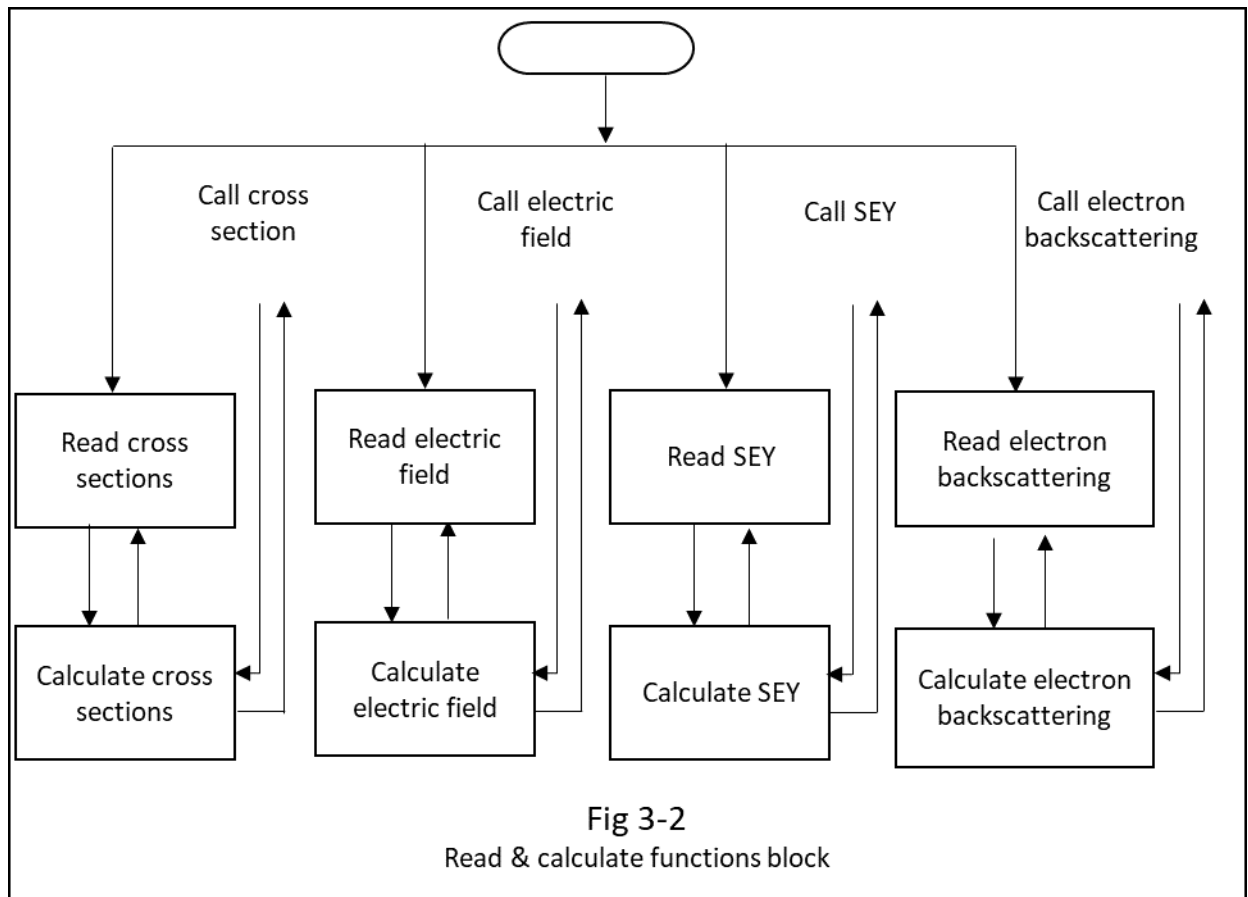 Call cross
section
Call electric
field
Call SEY
Call electron
backscattering
Read cross
sections
Read electric
field
Read SEY
Read electron
backscattering
Calculate cross
sections
Calculate
electric field
Calculate SEY
Calculate electron
backscattering
Fig 3-2
Read & calculate functions block